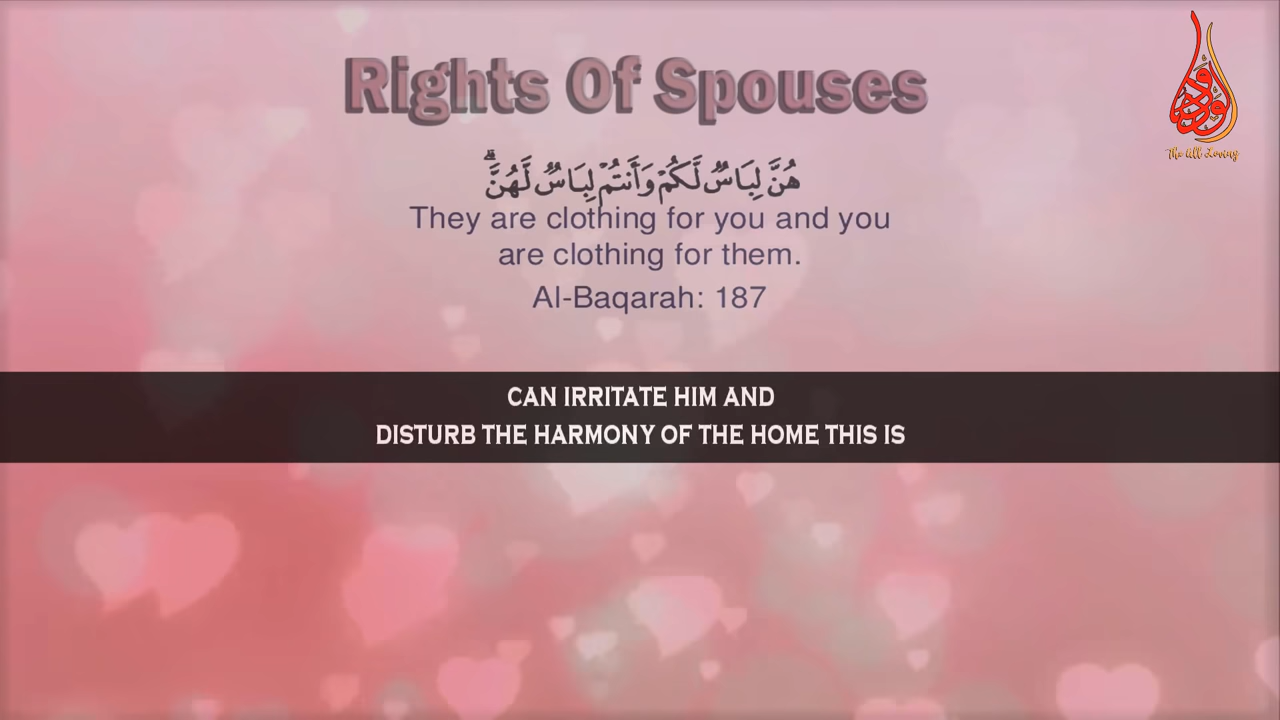 Rights Of Spouses
هُنَّ لِبَاسٌ لَّكُمْ وَأَنتُمْ لِبَاسٌ لَّهُنَّ ۗ
They are clothing for you and you
are clothing for them.
Al-Baqarah: 187
CAN IRRITATE HIM AND
DISTURB THE HARMONY OF THE HOME THIS IS
الودود
The All Loving